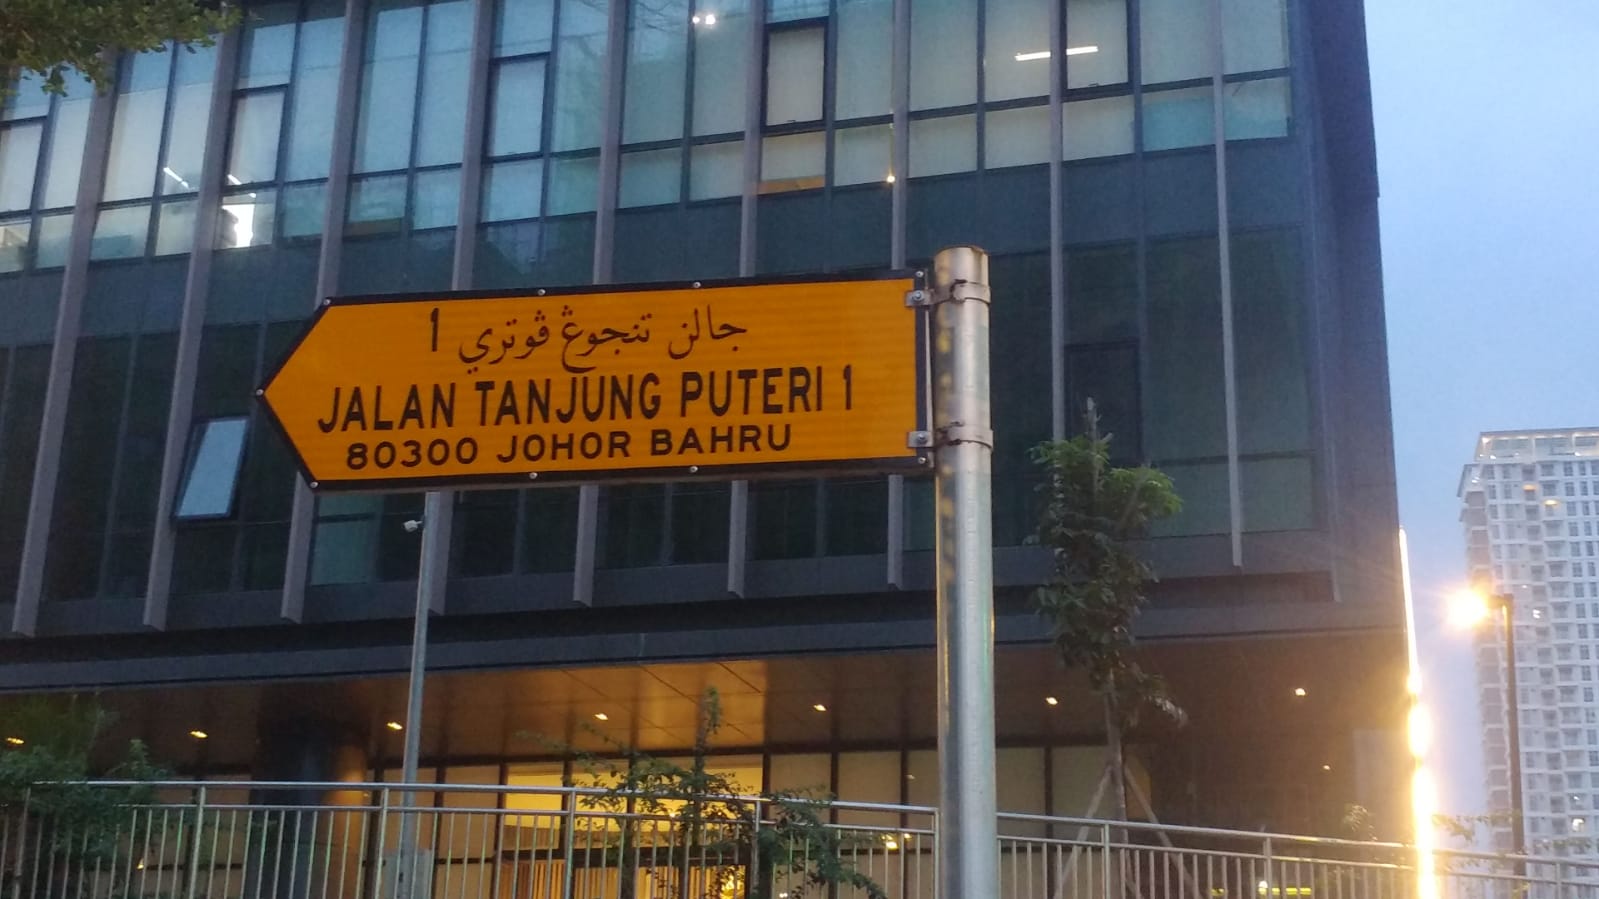 جالن تنجوڠ ڤوتري 1
JALAN TANJUNG PUTERI 1
80300 JOHOR BAHRU